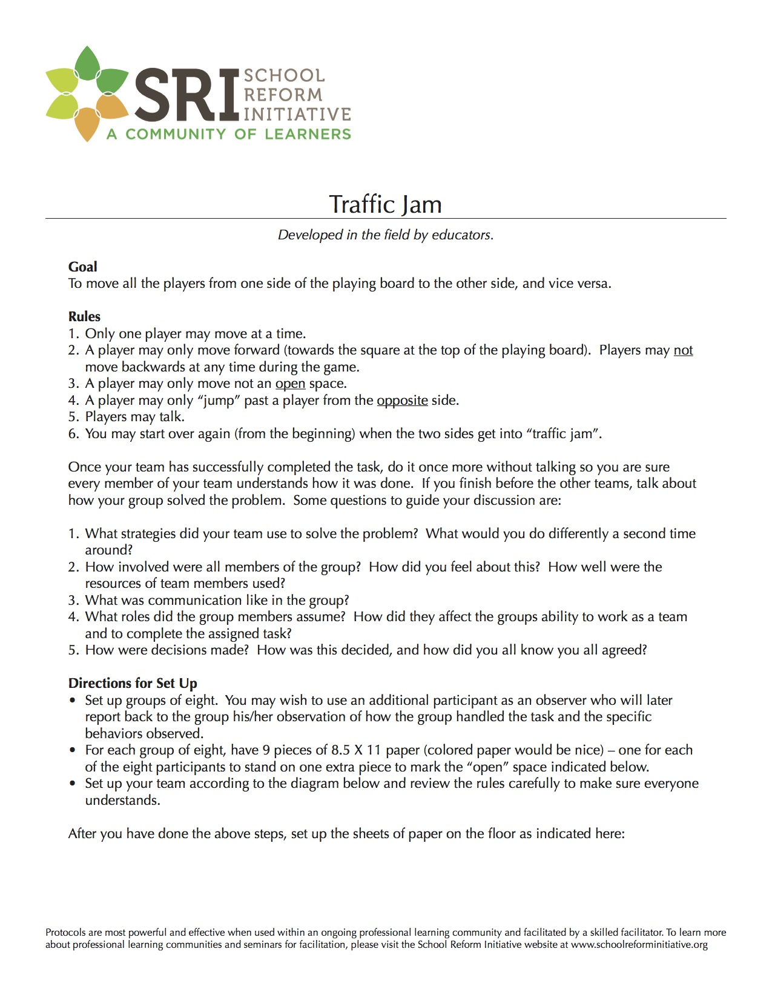 SRI SCHOOL
REFORM
INITIATIVE
A COMMUNITY OF LEARNERS
Traffic Jam
Developed in the field by educators.
Goal
To move all the players from one side of the playing board to the other side, and vice versa.
Rules
1. Only one player may move at a time.
2. A player may only move forward (towards the square at the top of the playing board).  Players may not
move backwards at any time during the game.
3. A player may only move not an open space.
4. A player may only “jump” past a player from the opposite side.
5. Players may talk.
6. You may start over again (from the beginning) when the two sides get into “traffic jam”.
Once your team has successfully completed the task, do it once more without talking so you are sure
every member of your team understands how it was done.  If you finish before the other teams, talk about
how your group solved the problem.  Some questions to guide your discussion are:
1. What strategies did your team use to solve the problem?  What would you do differently a second time
around?
2. How involved were all members of the group?  How did you feel about this?  How well were the
resources of team members used?
3. What was communication like in the group?
4. What roles did the group members assume?  How did they affect the groups ability to work as a team
and to complete the assigned task?
5. How were decisions made?  How was this decided, and how did you all know you all agreed?
Directions for Set Up
• Set up groups of eight.  You may wish to use an additional participant as an observer who will later
report back to the group his/her observation of how the group handled the task and the specific
behaviors observed.
• For each group of eight, have 9 pieces of 8.5 X 11 paper (colored paper would be nice) – one for each
of the eight participants to stand on one extra piece to mark the “open” space indicated below.
• Set up your team according to the diagram below and review the rules carefully to make sure everyone
understands.
After you have done the above steps, set up the sheets of paper on the floor as indicated here:
Protocols are most powerful and effective when used within an ongoing professional learning community and facilitated by a skilled facilitator. To learn more
about professional learning communities and seminars for facilitation, please visit the School Reform Initiative website at www.schoolreforminitiative.org